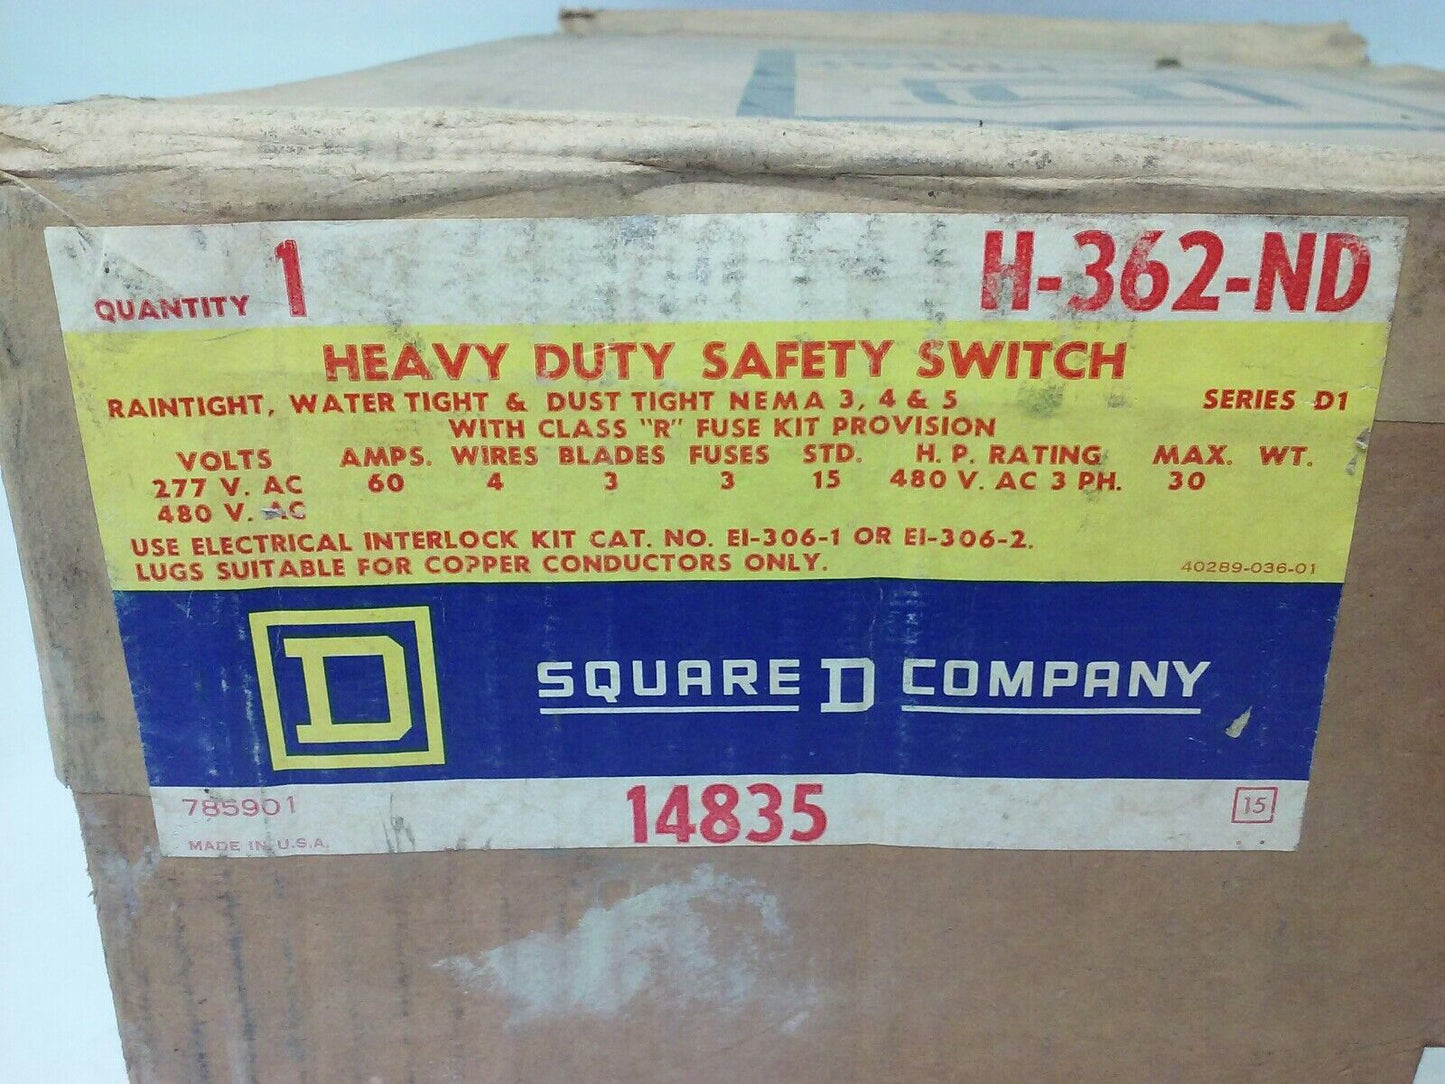 QUANTITY 1 H-362-ND
HEAVY DUTY SAFETY SWITCH
RAINTIGHT, WATER TIGHT & DUST TIGHT NEMA 3, 4 & 5 SERIES D1
WITH CLASS "R" FUSE KIT PROVISION
VOLTS AMPS. WIRES BLADES FUSES STD. H. P. RATING MAX. WT.
277 V. AC 60 4 3 3 15 480 V. AC 3 PH. 30
480 V. AC
USE ELECTRICAL INTERLOCK KIT CAT. NO. EI-306-1 OR EI-306-2.
LUGS SUITABLE FOR COPPER CONDUCTORS ONLY. 40289-036-01
D SQUARE D COMPANY
785901 14835 15
MADE IN U.S.A.